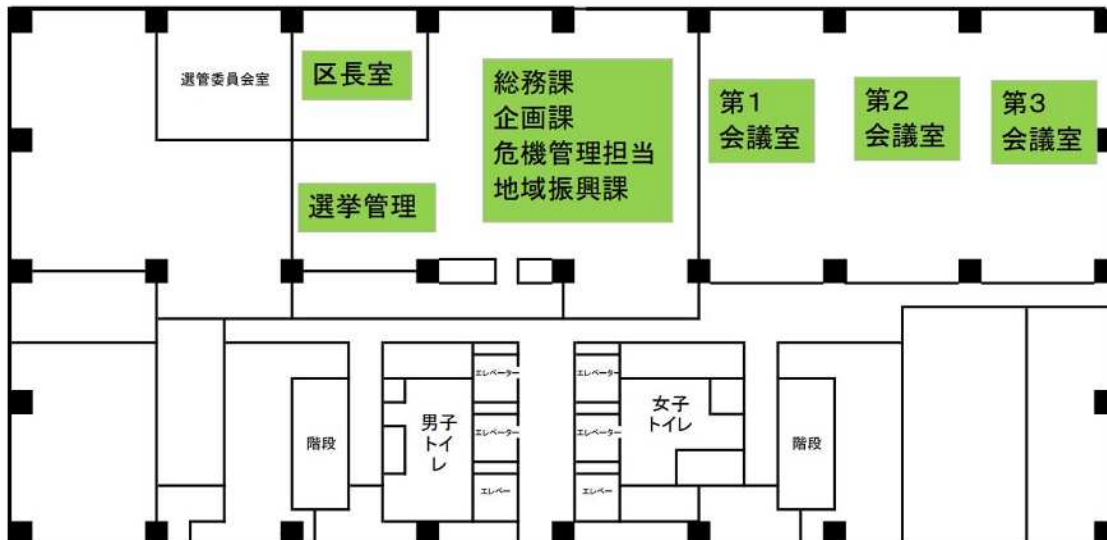 選管委員会室
区長室
総務課
企画課
危機管理担当
地域振興課
第1
会議室
第2
会議室
第3
会議室
選挙管理
エレベーター
エレベーター
男子
トイ
レ
女子
トイレ
階段
エレベーター
エレベーター
階段
エレベー
エレベー